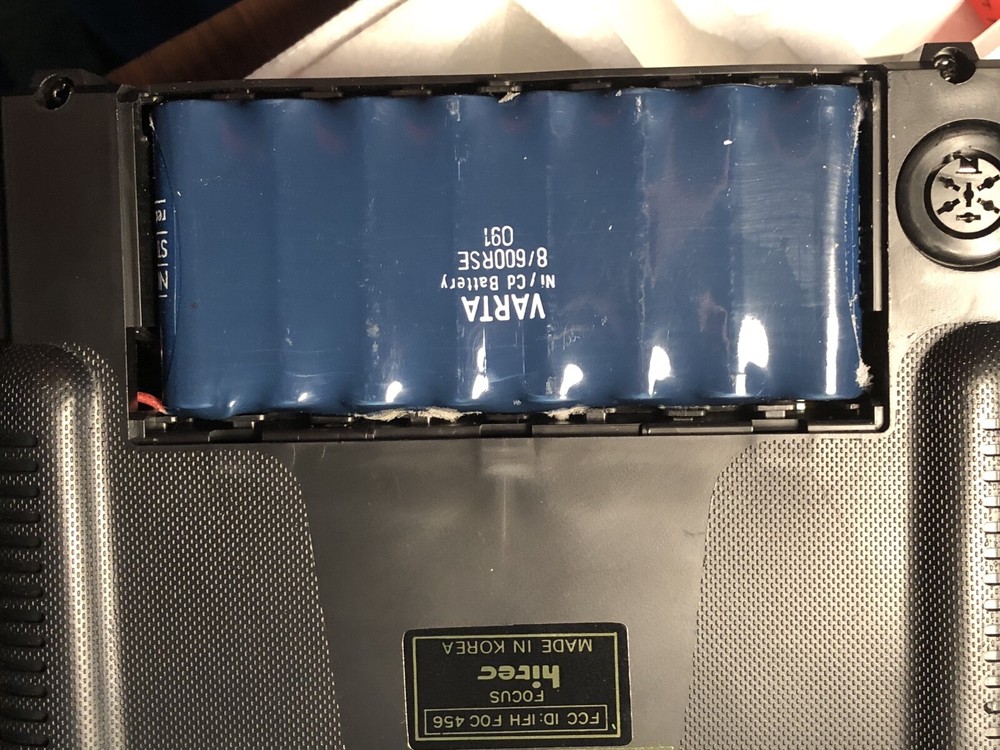 VARTA
Ni/Cd Battery
8/600RSE
091
FCC ID: IFH FOC 456
FOCUS
hitec
MADE IN KOREA